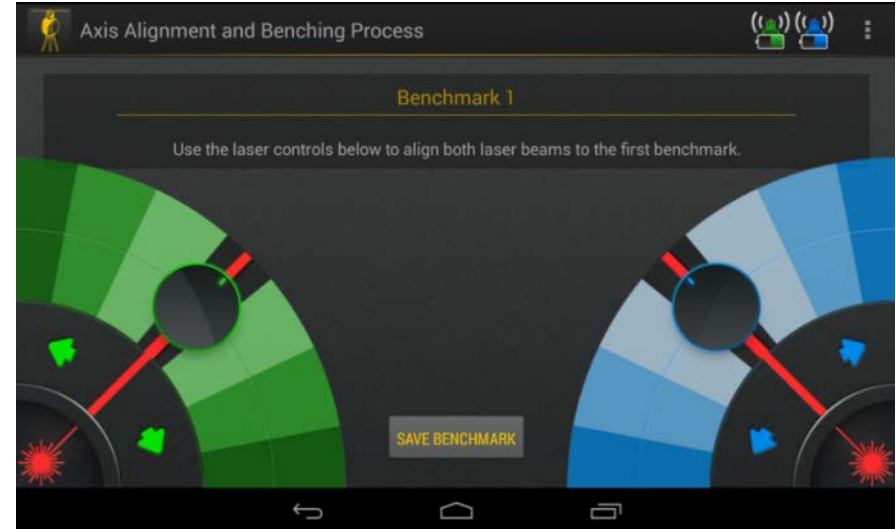 Axis Alignment and Benching Process
Benchmark 1
Use the laser controls below to align both laser beams to the first benchmark.
SAVE BENCHMARK